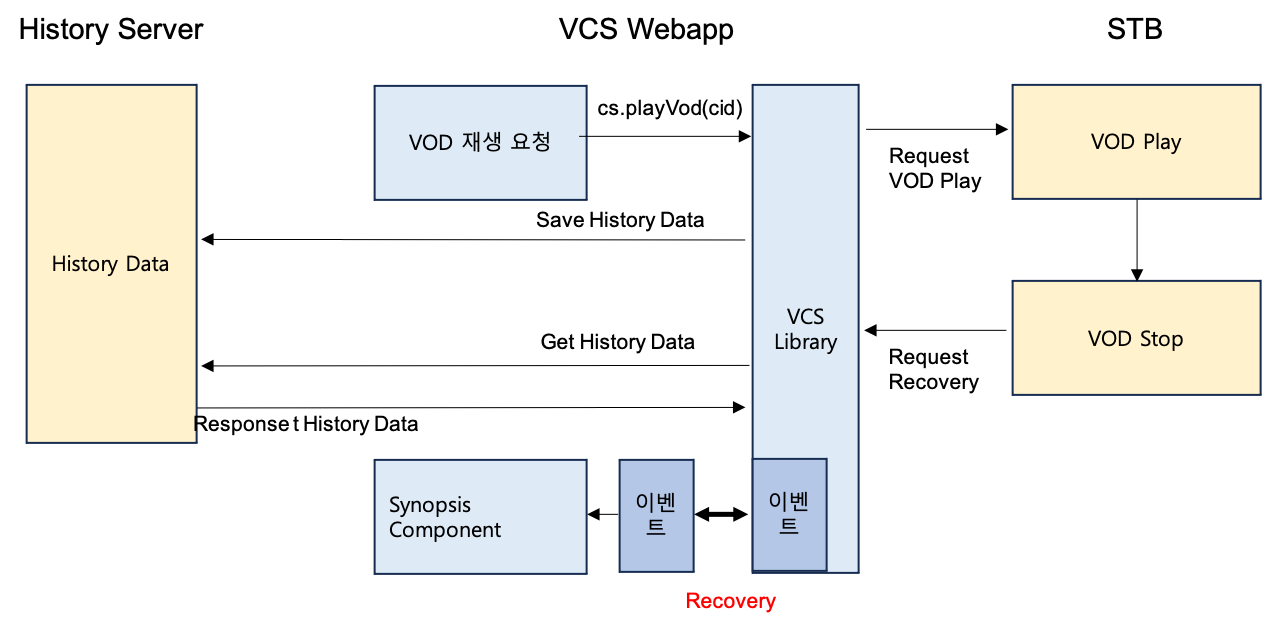 History Server
VCS Webapp
STB
VOD 재생 요청
cs.playVod(cid)
Request
VOD Play
VOD Play
Save History Data
History Data
VCS
Library
Get History Data
Request
Recovery
VOD Stop
Response t History Data
Synopsis
Component
이벤
트
이벤
트
Recovery